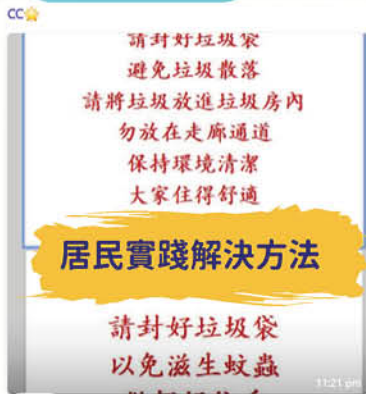 CC
請封好垃圾袋
避免垃圾散落
請將垃圾放進垃圾房內
勿放在走廊通道
保持環境清潔
大家住得舒適
居民實踐解決方法
請封好垃圾袋
以免滋生蚊蟲
11:21 pm